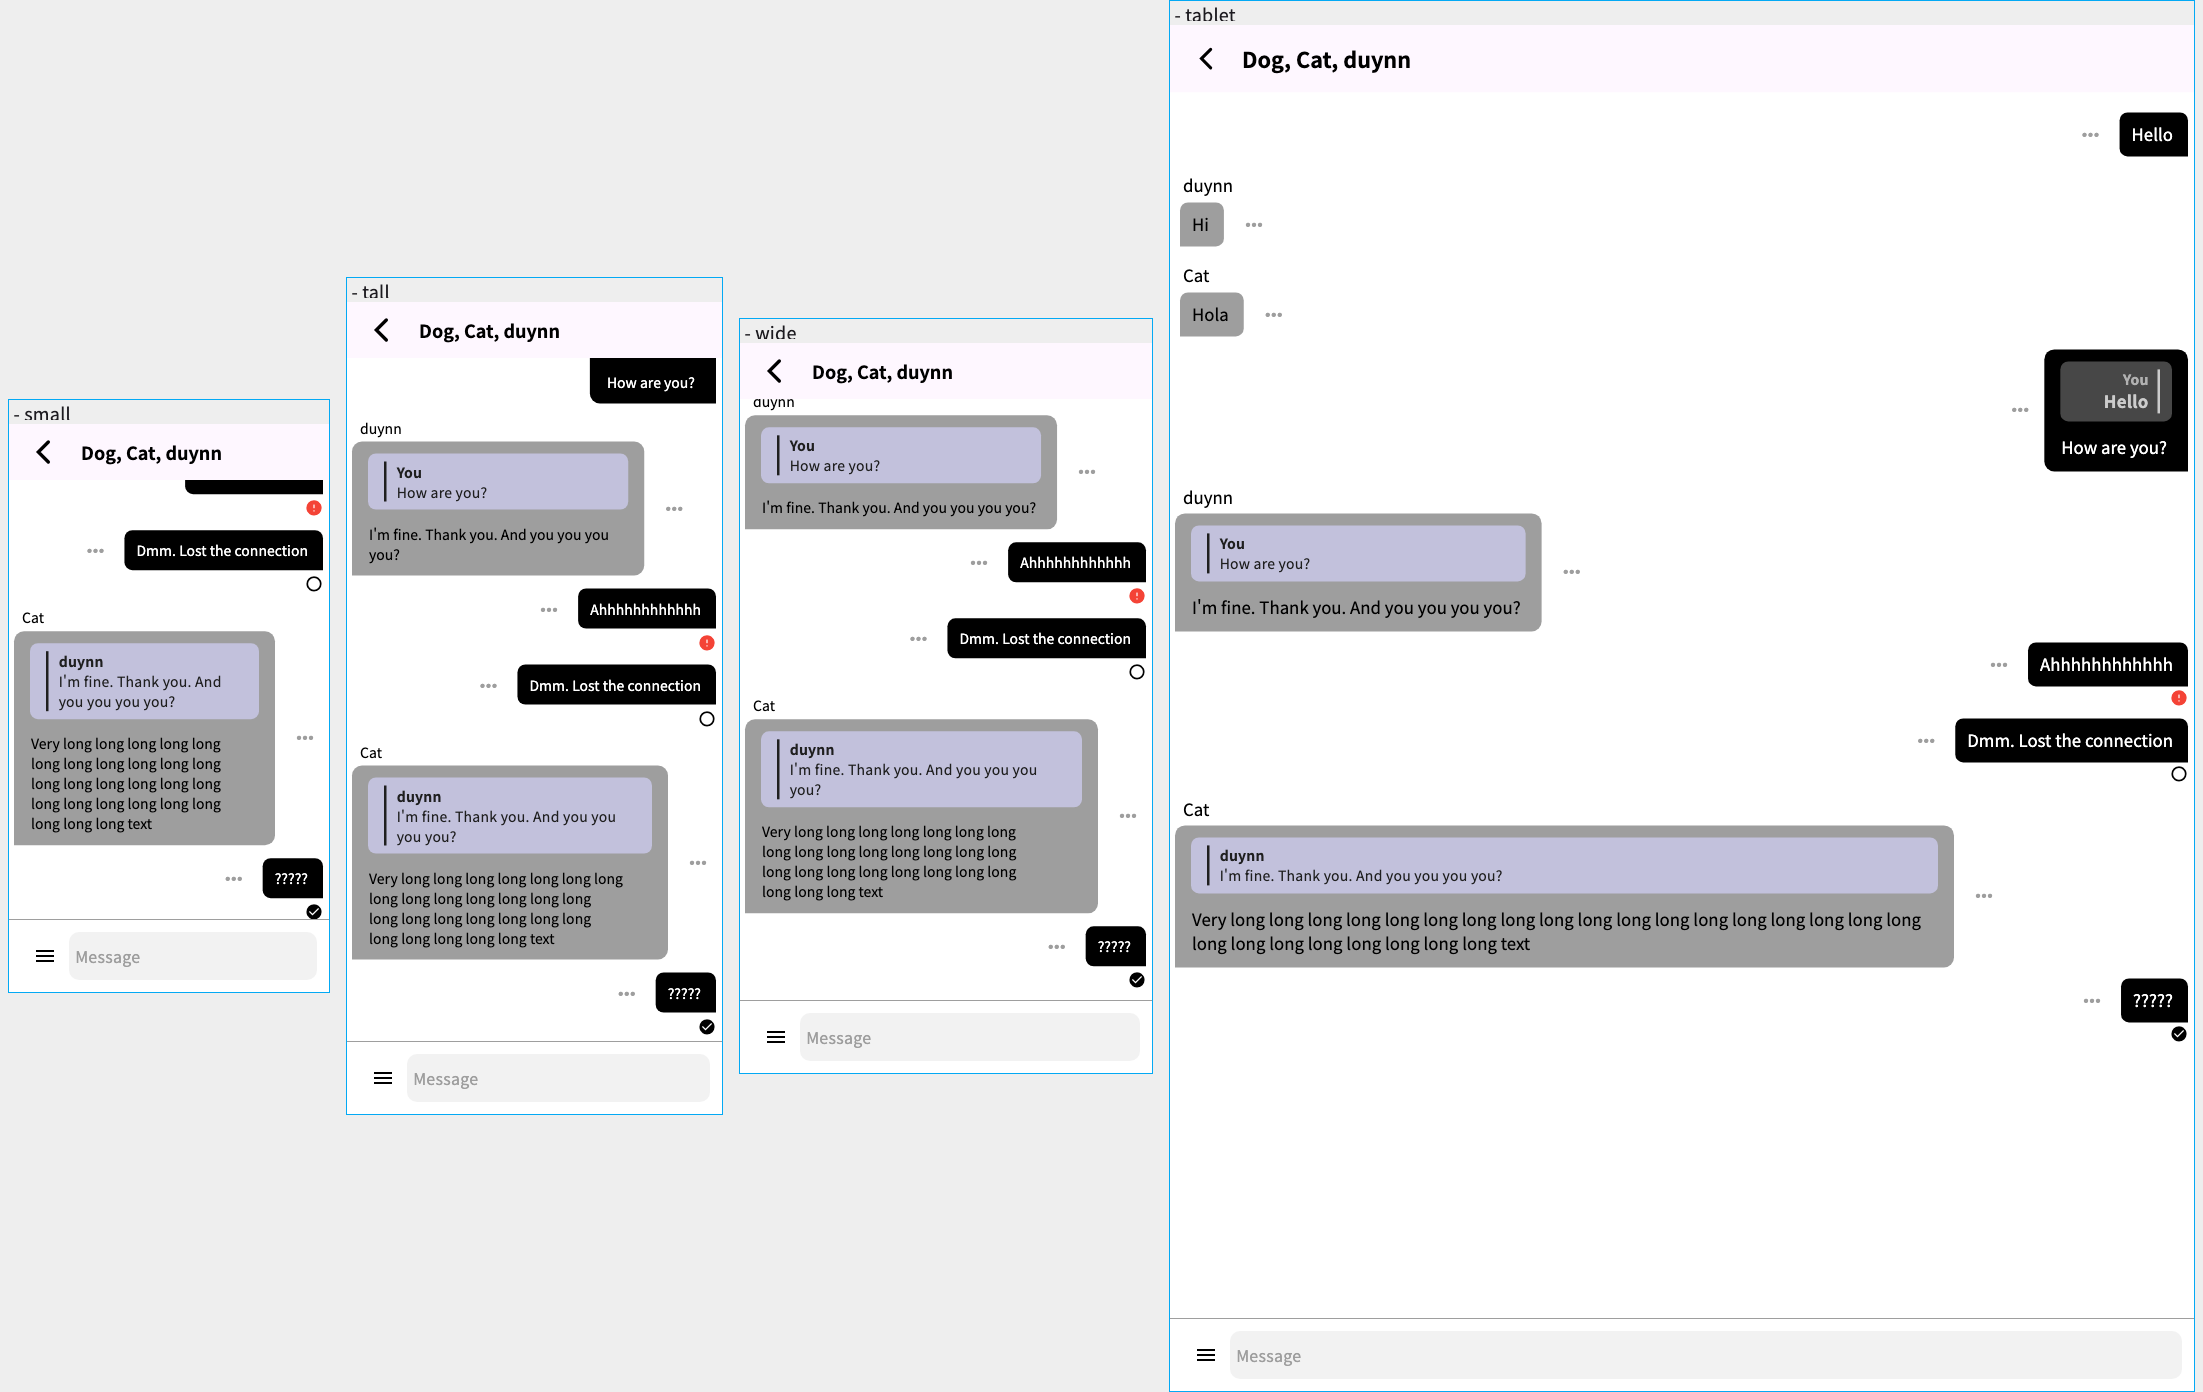 - small
Dog, Cat, duynn
Dmm. Lost the connection
Cat
duynn
I'm fine. Thank you. And
you you you you?
Very long long long long long
long long long long long long
long long long long long long
long long long long long long
long long long text
?????
Message
- tall
Dog, Cat, duynn
How are you?
duynn
You
How are you?
I'm fine. Thank you. And you you you
you?
Ahhhhhhhhhhhh
Dmm. Lost the connection
Cat
duynn
I'm fine. Thank you. And you you
you you?
Very long long long long long long long
long long long long long long long
long long long long long long long
long long long long long text
?????
Message
- wide
Dog, Cat, duynn
duynn
You
How are you?
I'm fine. Thank you. And you you you you?
Ahhhhhhhhhhhh
Dmm. Lost the connection
Cat
duynn
I'm fine. Thank you. And you you you
you?
Very long long long long long long long
long long long long long long long long
long long long long long long long long
long long long text
?????
Message
- tablet
Dog, Cat, duynn
Hello
duynn
Hi
Cat
Hola
You
Hello
How are you?
duynn
You
How are you?
I'm fine. Thank you. And you you you you?
Ahhhhhhhhhhhh
Dmm. Lost the connection
Cat
duynn
I'm fine. Thank you. And you you you you?
Very long long long long long long long long long long long long long long long long long long
long long long long long long long long text
?????
Message